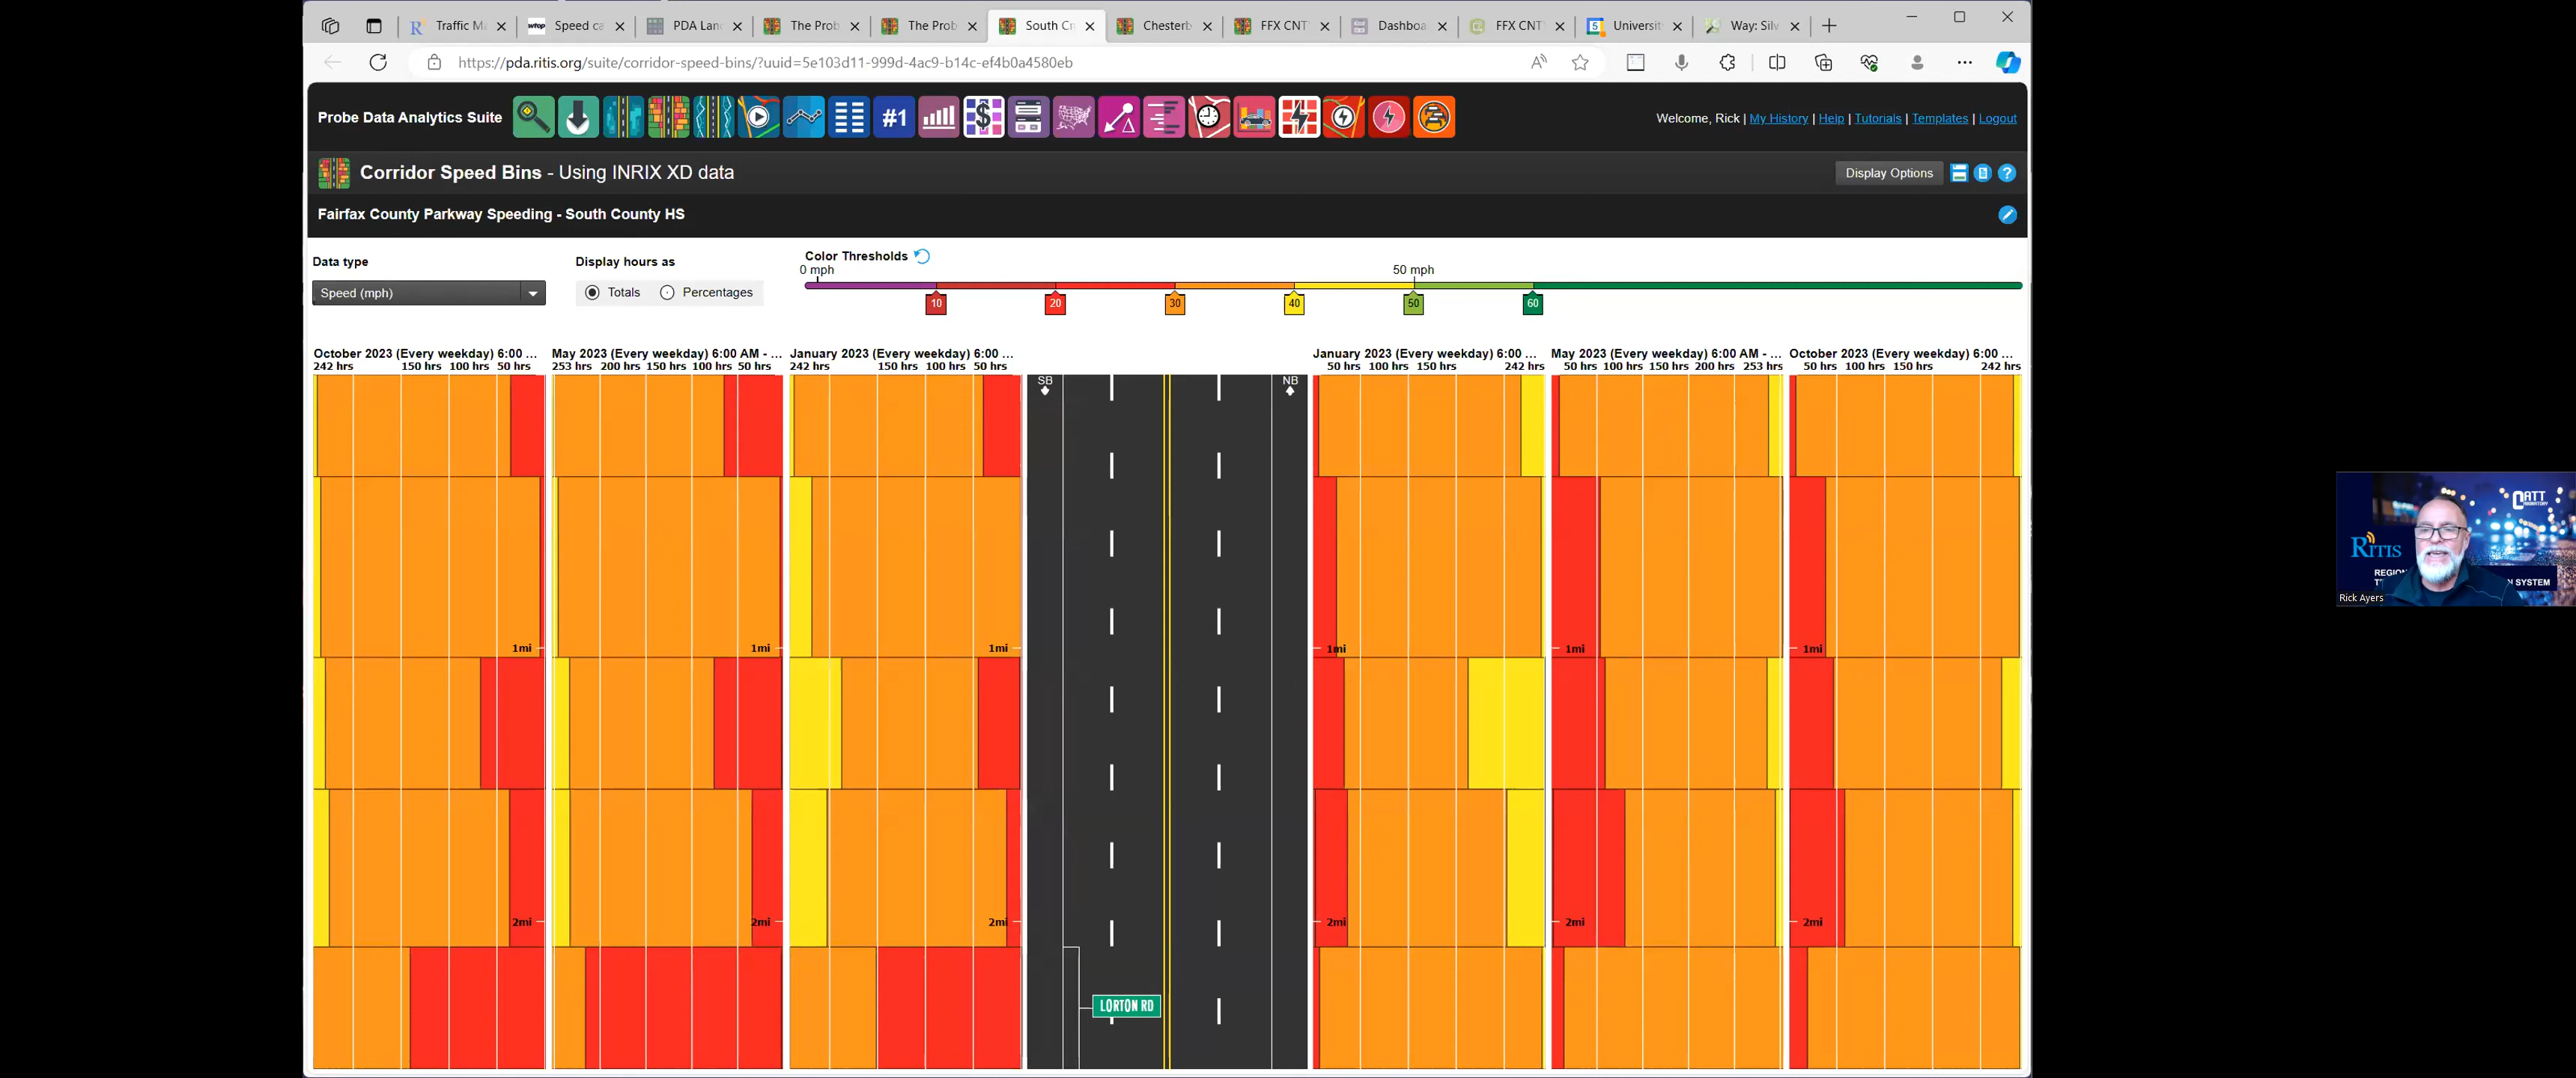 Traffic Ma
wtop
Speed ca
PDA Lan
The Prob
The Prob
South Cn
Chesterb
FFX CNT
Dashboa
FFX CNT
5
Universit
Way: Silv
https://pda.ritis.org/suite/corridor-speed-bins/?uuid=5e103d11-999d-4ac9-b14c-ef4b0a4580eb
Probe Data Analytics Suite
#1
$
Welcome, Rick | My History | Help | Tutorials | Templates | Logout
Corridor Speed Bins - Using INRIX XD data
Display Options
Fairfax County Parkway Speeding - South County HS
Data type
Speed (mph)
Display hours as
Totals
Percentages
Color Thresholds
0 mph
50 mph
10
20
30
40
50
60
October 2023 (Every weekday) 6:00 ...
242 hrs 150 hrs 100 hrs 50 hrs
May 2023 (Every weekday) 6:00 AM - ...
253 hrs 200 hrs 150 hrs 100 hrs 50 hrs
January 2023 (Every weekday) 6:00 ...
242 hrs 150 hrs 100 hrs 50 hrs
SB
NB
January 2023 (Every weekday) 6:00 ...
50 hrs 100 hrs 150 hrs 242 hrs
May 2023 (Every weekday) 6:00 AM - ...
50 hrs 100 hrs 150 hrs 200 hrs 253 hrs
October 2023 (Every weekday) 6:00 ...
50 hrs 100 hrs 150 hrs 242 hrs
1mi
1mi
1mi
1mi
1mi
1mi
2mi
2mi
2mi
2mi
2mi
2mi
LORTON RD
CATT
LABORATORY
RITIS
REGION
N SYSTEM
Rick Ayers